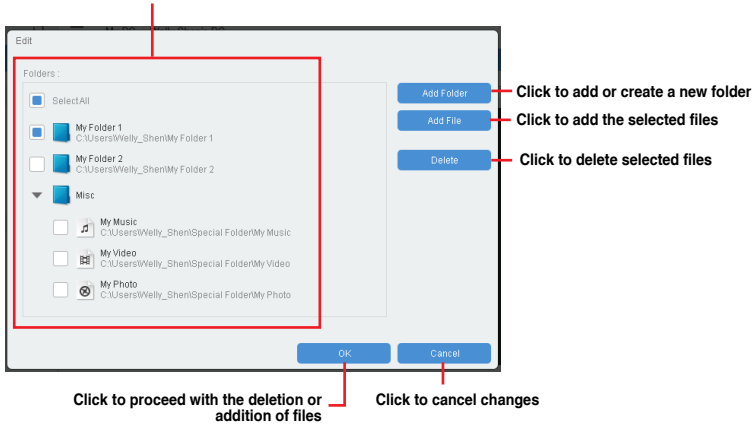 Edit
Folders :
SelectAll
My Folder 1
C:\Users\Welly_Shen\My Folder 1
My Folder 2
C:\Users\Welly_Shen\My Folder 2
Misc
My Music
C:\Users\Welly_Shen\Special Folder\My Music
My Video
C:\Users\Welly_Shen\Special Folder\My Video
My Photo
C:\Users\Welly_Shen\Special Folder\My Photo
Add Folder
Click to add or create a new folder
Add File
Click to add the selected files
Delete
Click to delete selected files
OK
Cancel
Click to proceed with the deletion or
addition of files
Click to cancel changes